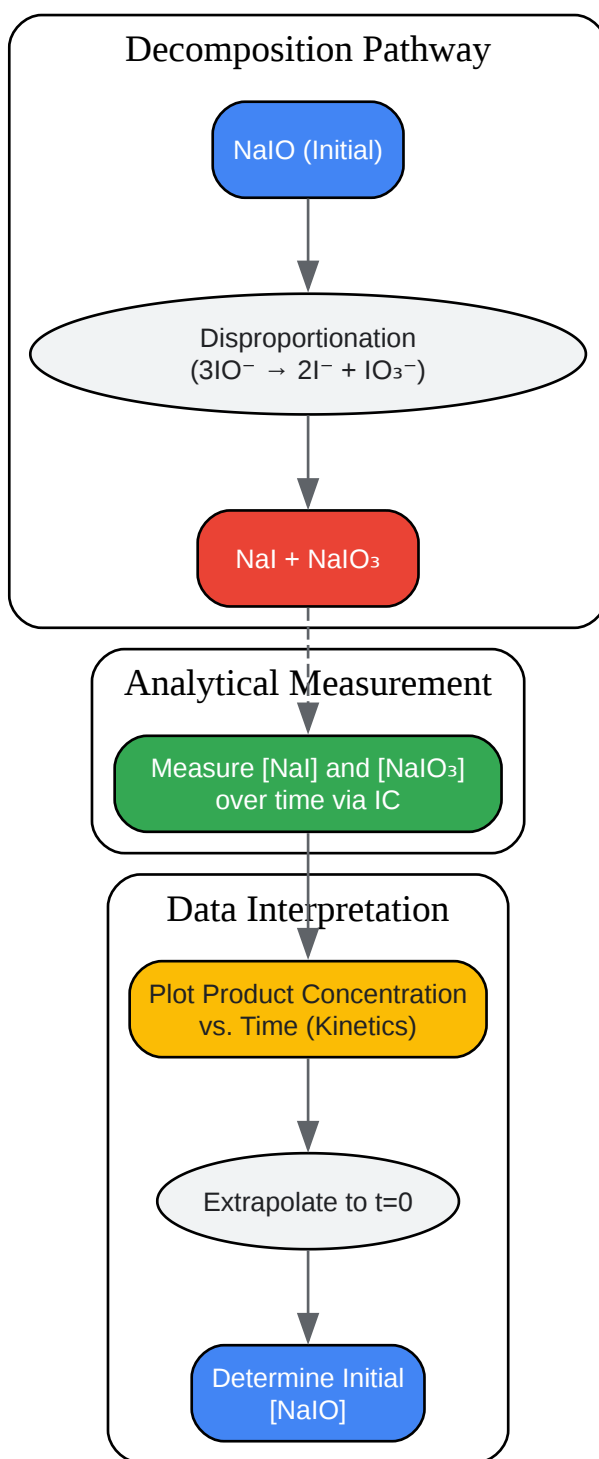 Decomposition Pathway
NaIO (Initial)
Disproportionation
(3IO⁻ → 2I⁻ + IO₃⁻)
NaI + NaIO₃
Analytical Measurement
Measure [NaI] and [NaIO₃]
over time via IC
Data Interpretation
Plot Product Concentration
vs. Time (Kinetics)
Extrapolate to t=0
Determine Initial
[NaIO]